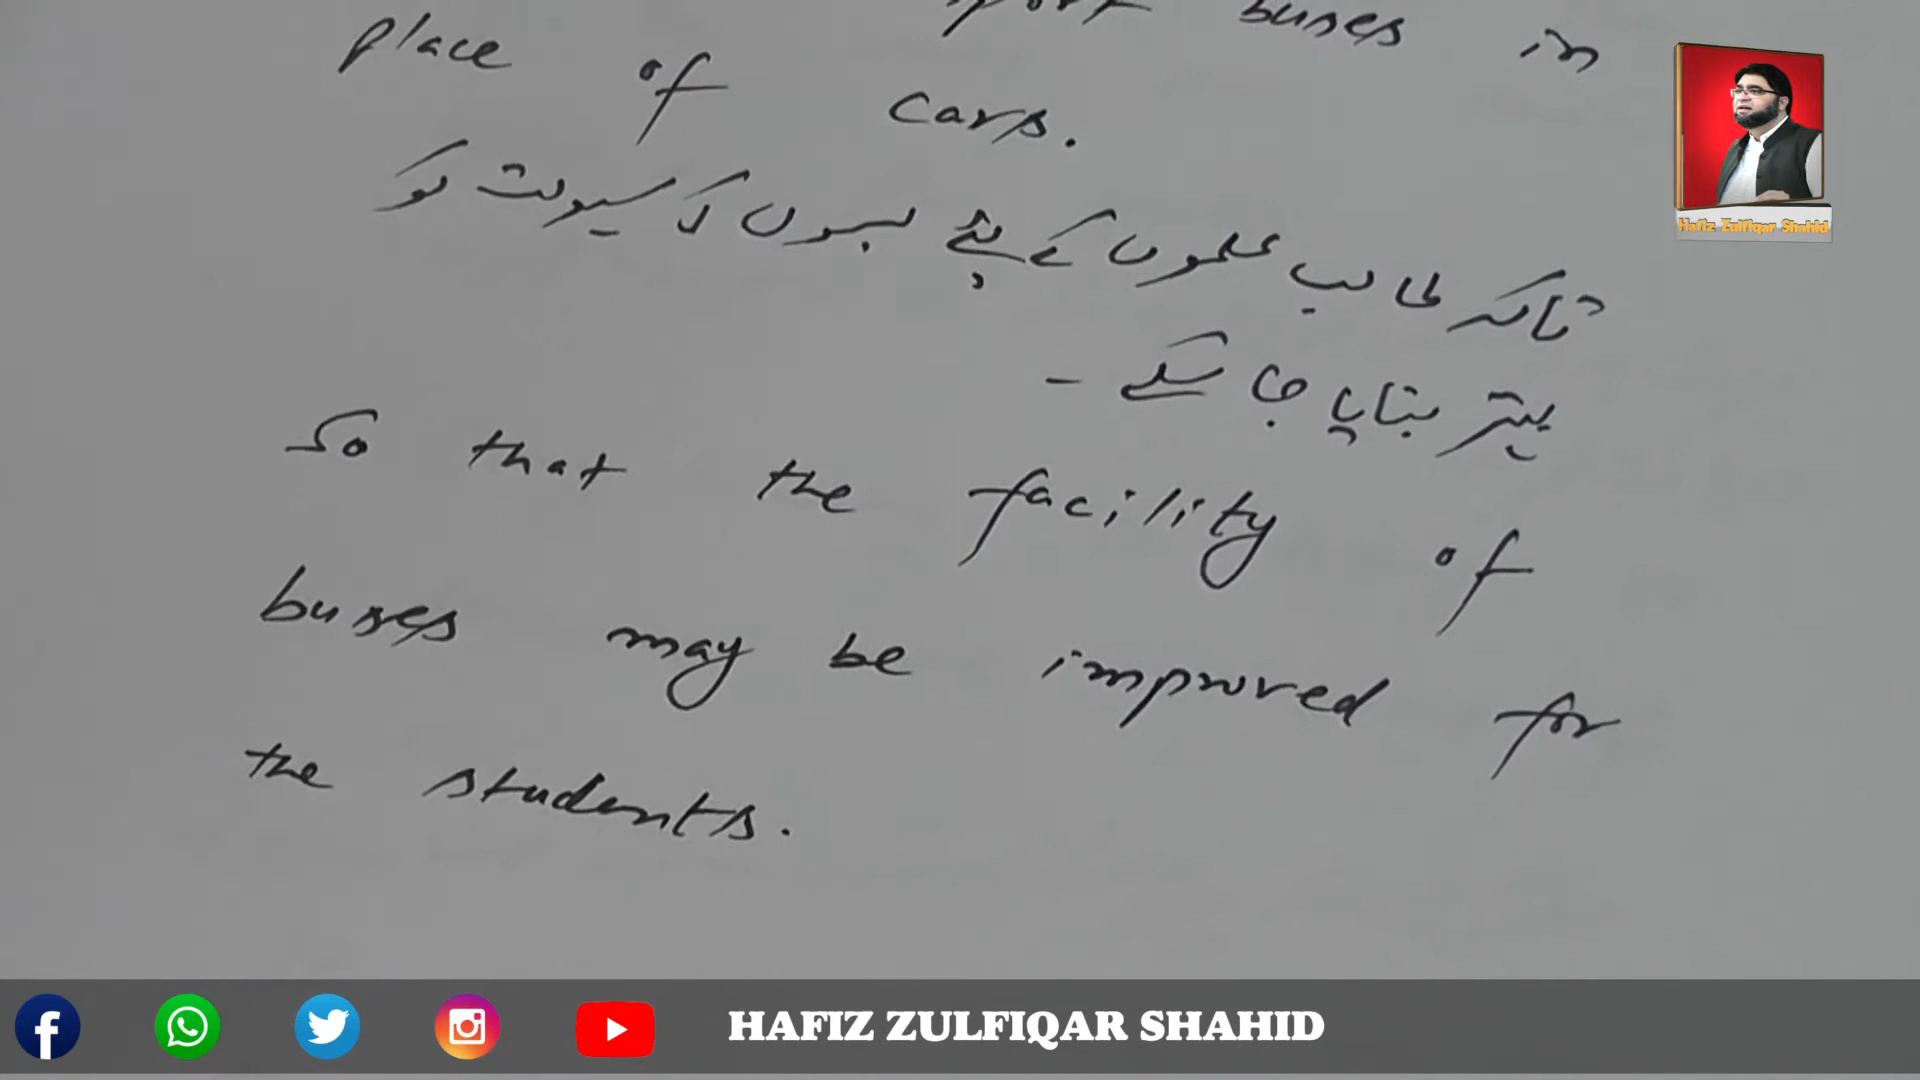 buses in
place of cars.
تاکہ طالب علموں کے لئے بسوں کی سہولت کو
بہتر بنایا جا سکے -
So that the facility of
buses may be improved for
the students.
Hafiz Zulfiqar Shahid
HAFIZ ZULFIQAR SHAHID